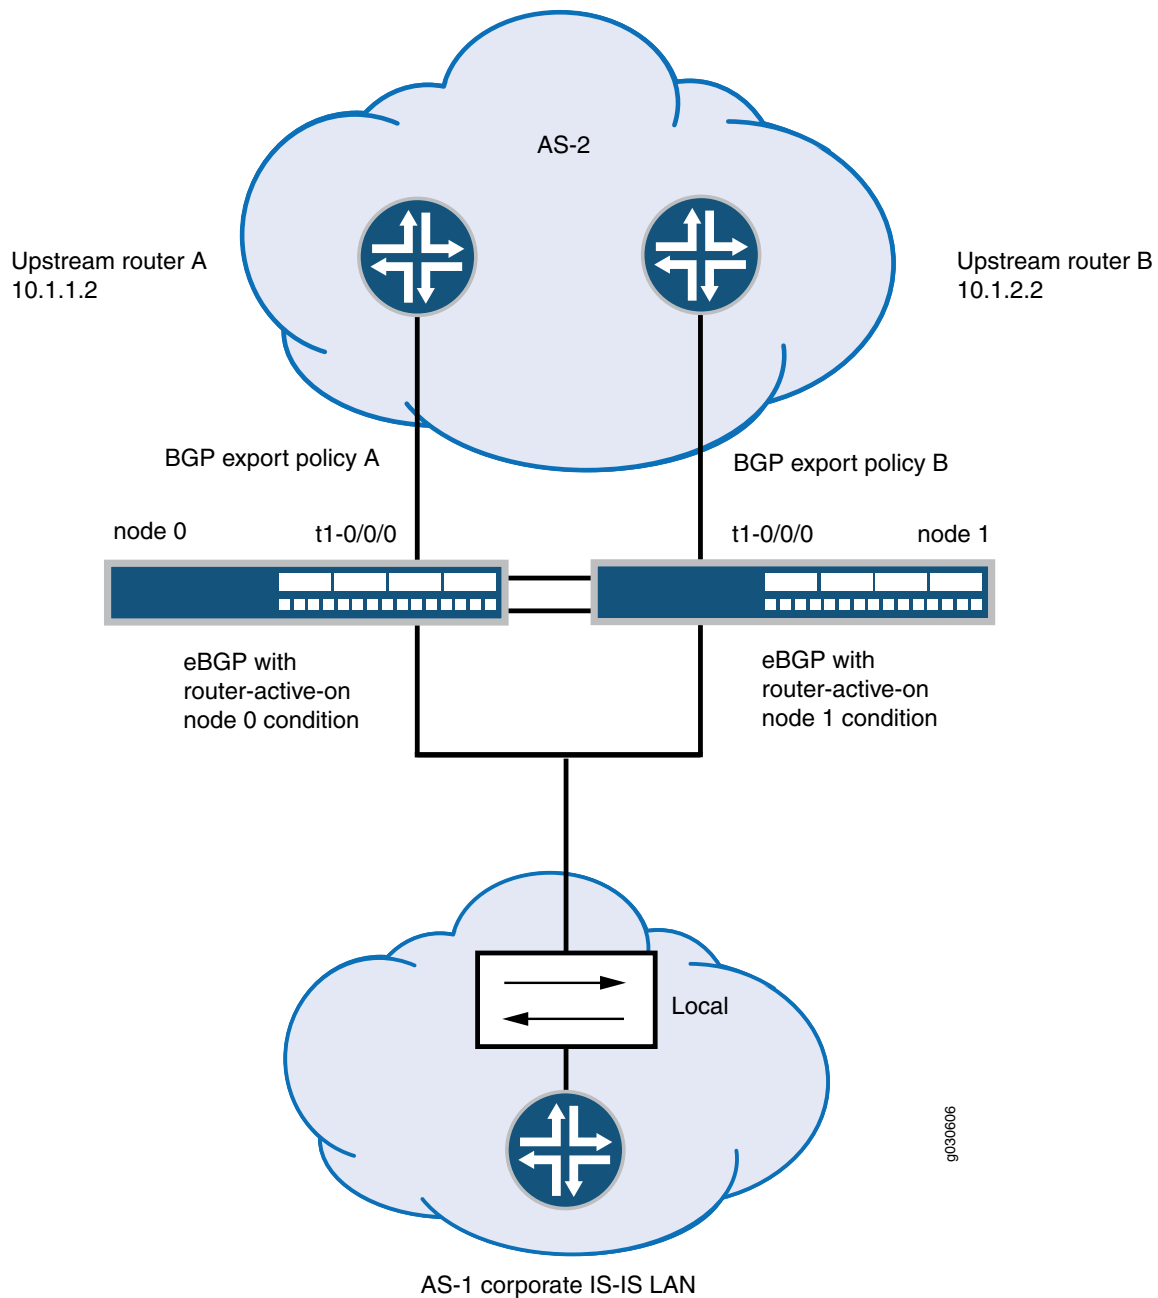 AS-2
Upstream router A
10.1.1.2
Upstream router B
10.1.2.2
BGP export policy A
BGP export policy B
node 0
t1-0/0/0
t1-0/0/0
node 1
eBGP with
router-active-on
node 0 condition
eBGP with
router-active-on
node 1 condition
Local
g030606
AS-1 corporate IS-IS LAN